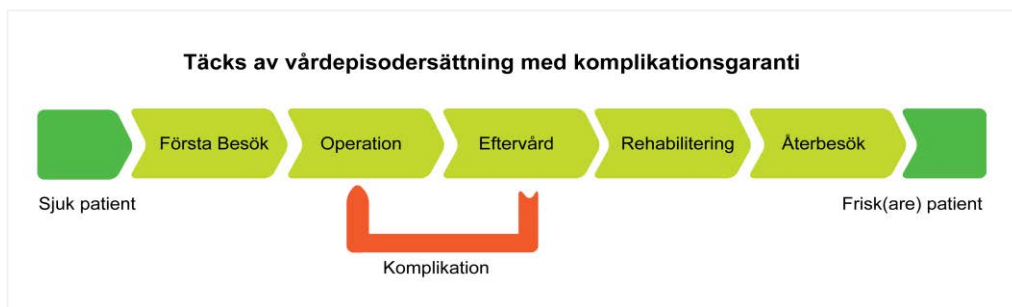 Täcks av vårdepisodersättning med komplikationsgaranti
Första Besök
Operation
Eftervård
Rehabilitering
Återbesök
Sjuk patient
Frisk(are) patient
Komplikation